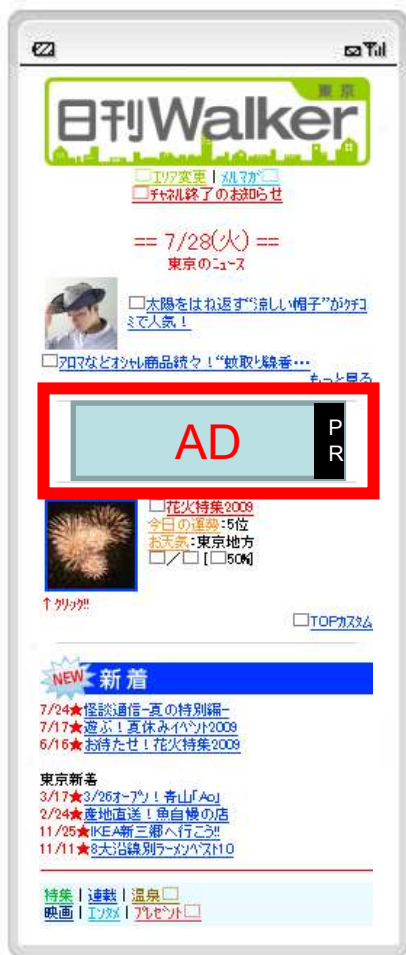 東京
日刊Walker
□エリア変更 | メルマガ□
□チャネル終了のお知らせ
== 7/28(火) ==
東京のニュース
□太陽をはね返す“涼しい帽子”がクチコ
ミで人気！
□アロマなどオシャレ商品続々！“蚊取り線香…
もっと見る
AD
PR
□花火特集2009
今日の運勢:5位
お天気:東京地方
□／□ [□50%]
↑クリック!!
□TOPカスタム
NEW 新着
7/24★怪談通信-夏の特別編-
7/17★遊ぶ！夏休みイベント2009
6/16★お待たせ！花火特集2009
東京新着
3/17★3/26オープン！青山｢Ao｣
2/24★産地直送！魚自慢の店
11/25★IKEA新三郷へ行こう!!
11/11★8大沿線別ラーメンベスト10
特集 | 連載 | 温泉□
映画 | エンタメ | プレゼント□